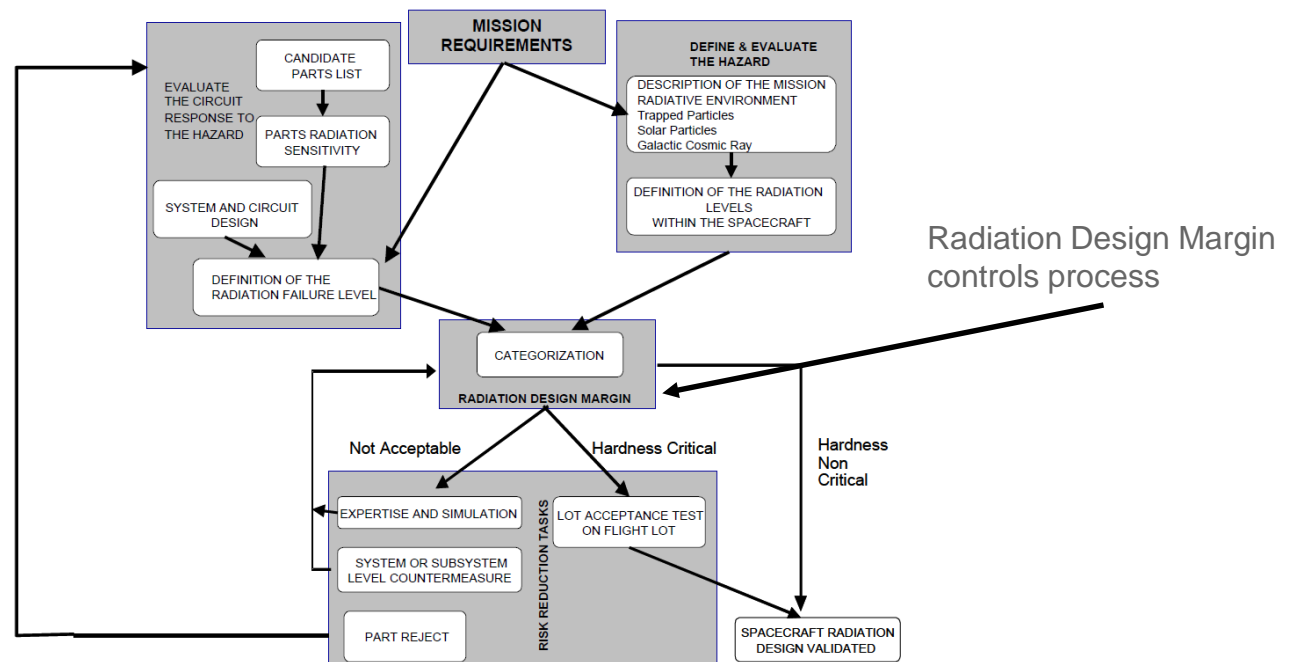 MISSION
REQUIREMENTS
EVALUATE
THE CIRCUIT
RESPONSE TO
THE HAZARD
CANDIDATE
PARTS LIST
PARTS RADIATION
SENSITIVITY
SYSTEM AND CIRCUIT
DESIGN
DEFINITION OF THE
RADIATION FAILURE LEVEL
DEFINE & EVALUATE
THE HAZARD
DESCRIPTION OF THE MISSION
RADIATIVE ENVIRONMENT
Trapped Particles
Solar Particles
Galactic Cosmic Ray
DEFINITION OF THE RADIATION
LEVELS
WITHIN THE SPACECRAFT
Radiation Design Margin
controls process
CATEGORIZATION
RADIATION DESIGN MARGIN
Not Acceptable
Hardness Critical
Hardness
Non
Critical
EXPERTISE AND SIMULATION
SYSTEM OR SUBSYSTEM
LEVEL COUNTERMEASURE
PART REJECT
RISK REDUCTION TASKS
LOT ACCEPTANCE TEST
ON FLIGHT LOT
SPACECRAFT RADIATION
DESIGN VALIDATED